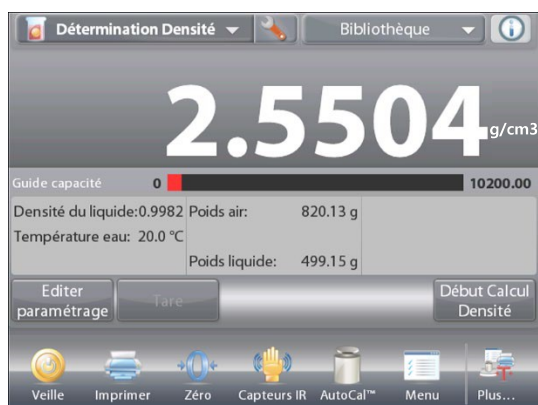 Détermination Densité
Bibliothèque
2.5504 g/cm3
Guide capacité 0 10200.00
Densité du liquide:0.9982 Poids air: 820.13 g
Température eau: 20.0 °C
Poids liquide: 499.15 g
Editer paramétrage
Tare
Début Calcul Densité
Veille Imprimer Zéro Capteurs IR AutoCal™ Menu Plus...